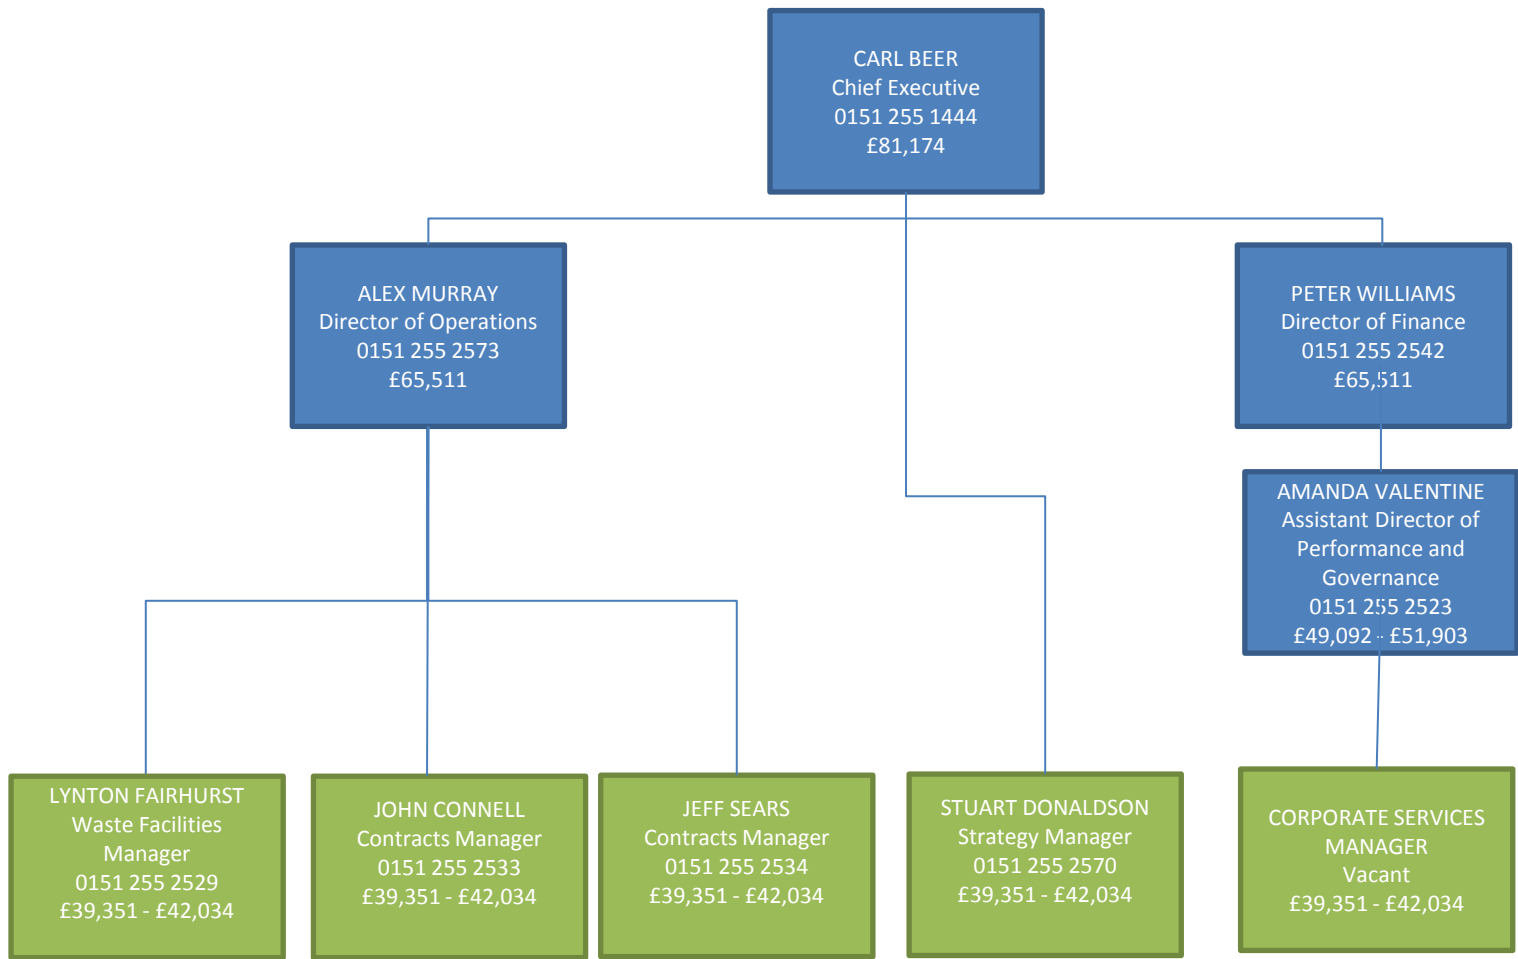 CARL BEER
Chief Executive
0151 255 1444
£81,174
ALEX MURRAY
Director of Operations
0151 255 2573
£65,511
PETER WILLIAMS
Director of Finance
0151 255 2542
£65,511
AMANDA VALENTINE
Assistant Director of
Performance and
Governance
0151 255 2523
£49,092 - £51,903
LYNTON FAIRHURST
Waste Facilities
Manager
0151 255 2529
£39,351 - £42,034
JOHN CONNELL
Contracts Manager
0151 255 2533
£39,351 - £42,034
JEFF SEARS
Contracts Manager
0151 255 2534
£39,351 - £42,034
STUART DONALDSON
Strategy Manager
0151 255 2570
£39,351 - £42,034
CORPORATE SERVICES
MANAGER
Vacant
£39,351 - £42,034